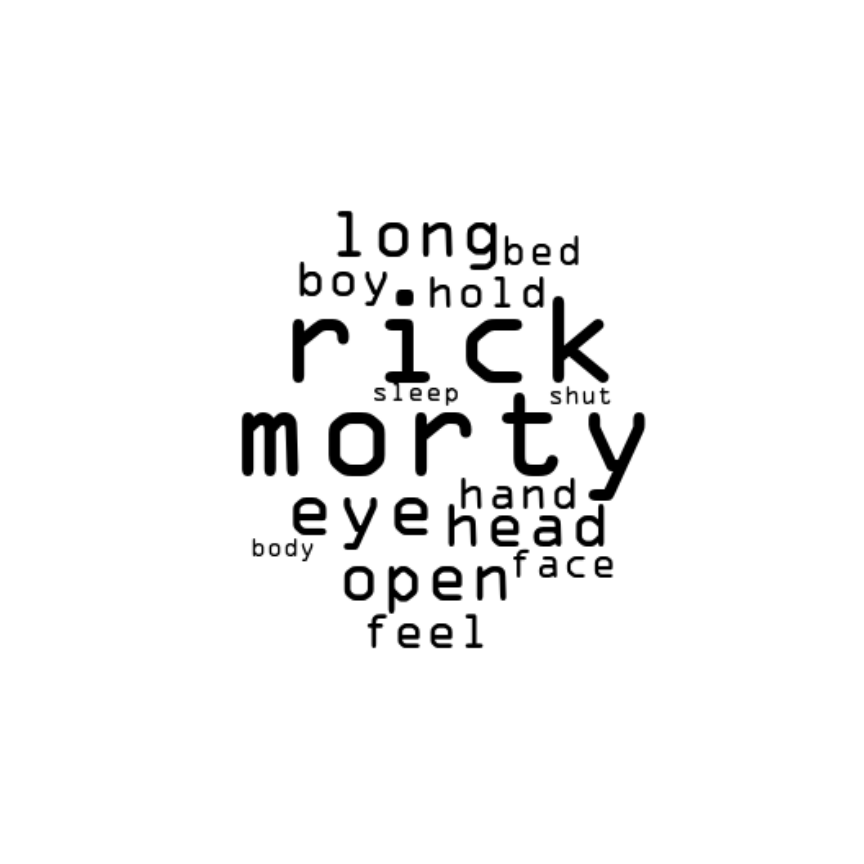 long bed
boy hold
rick
sleep shut
morty
hand
eye head
body
face
open
feel